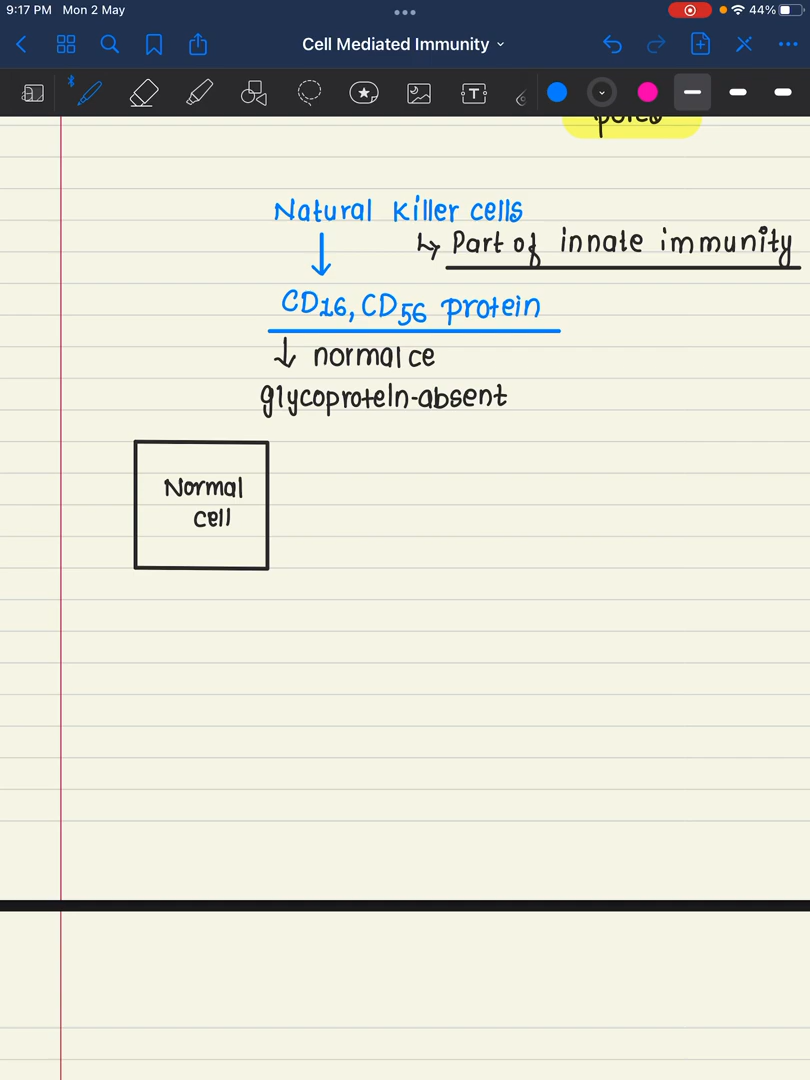 9:17 PM Mon 2 May
44%
Cell Mediated Immunity
T
Natural Killer cells
↳ Part of innate immunity
↓
CD16, CD56 protein
↓ normal ce
glycoprotein-absent
Normal
cell